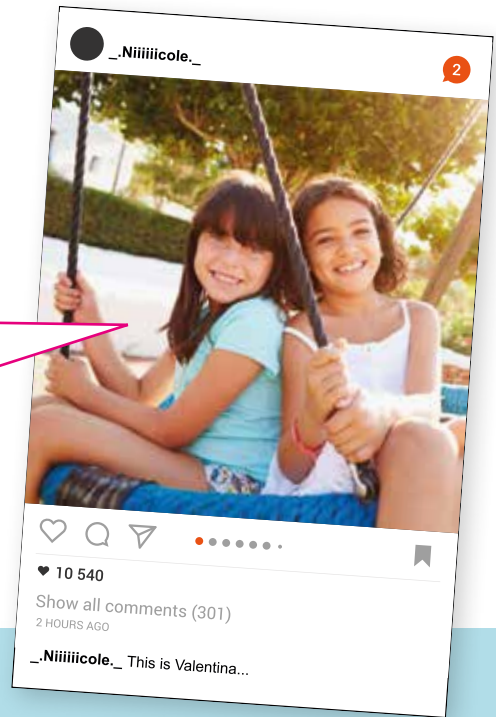 _.Niiiiiicole._
2
10 540
Show all comments (301)
2 HOURS AGO
_.Niiiiiicole._ This is Valentina...